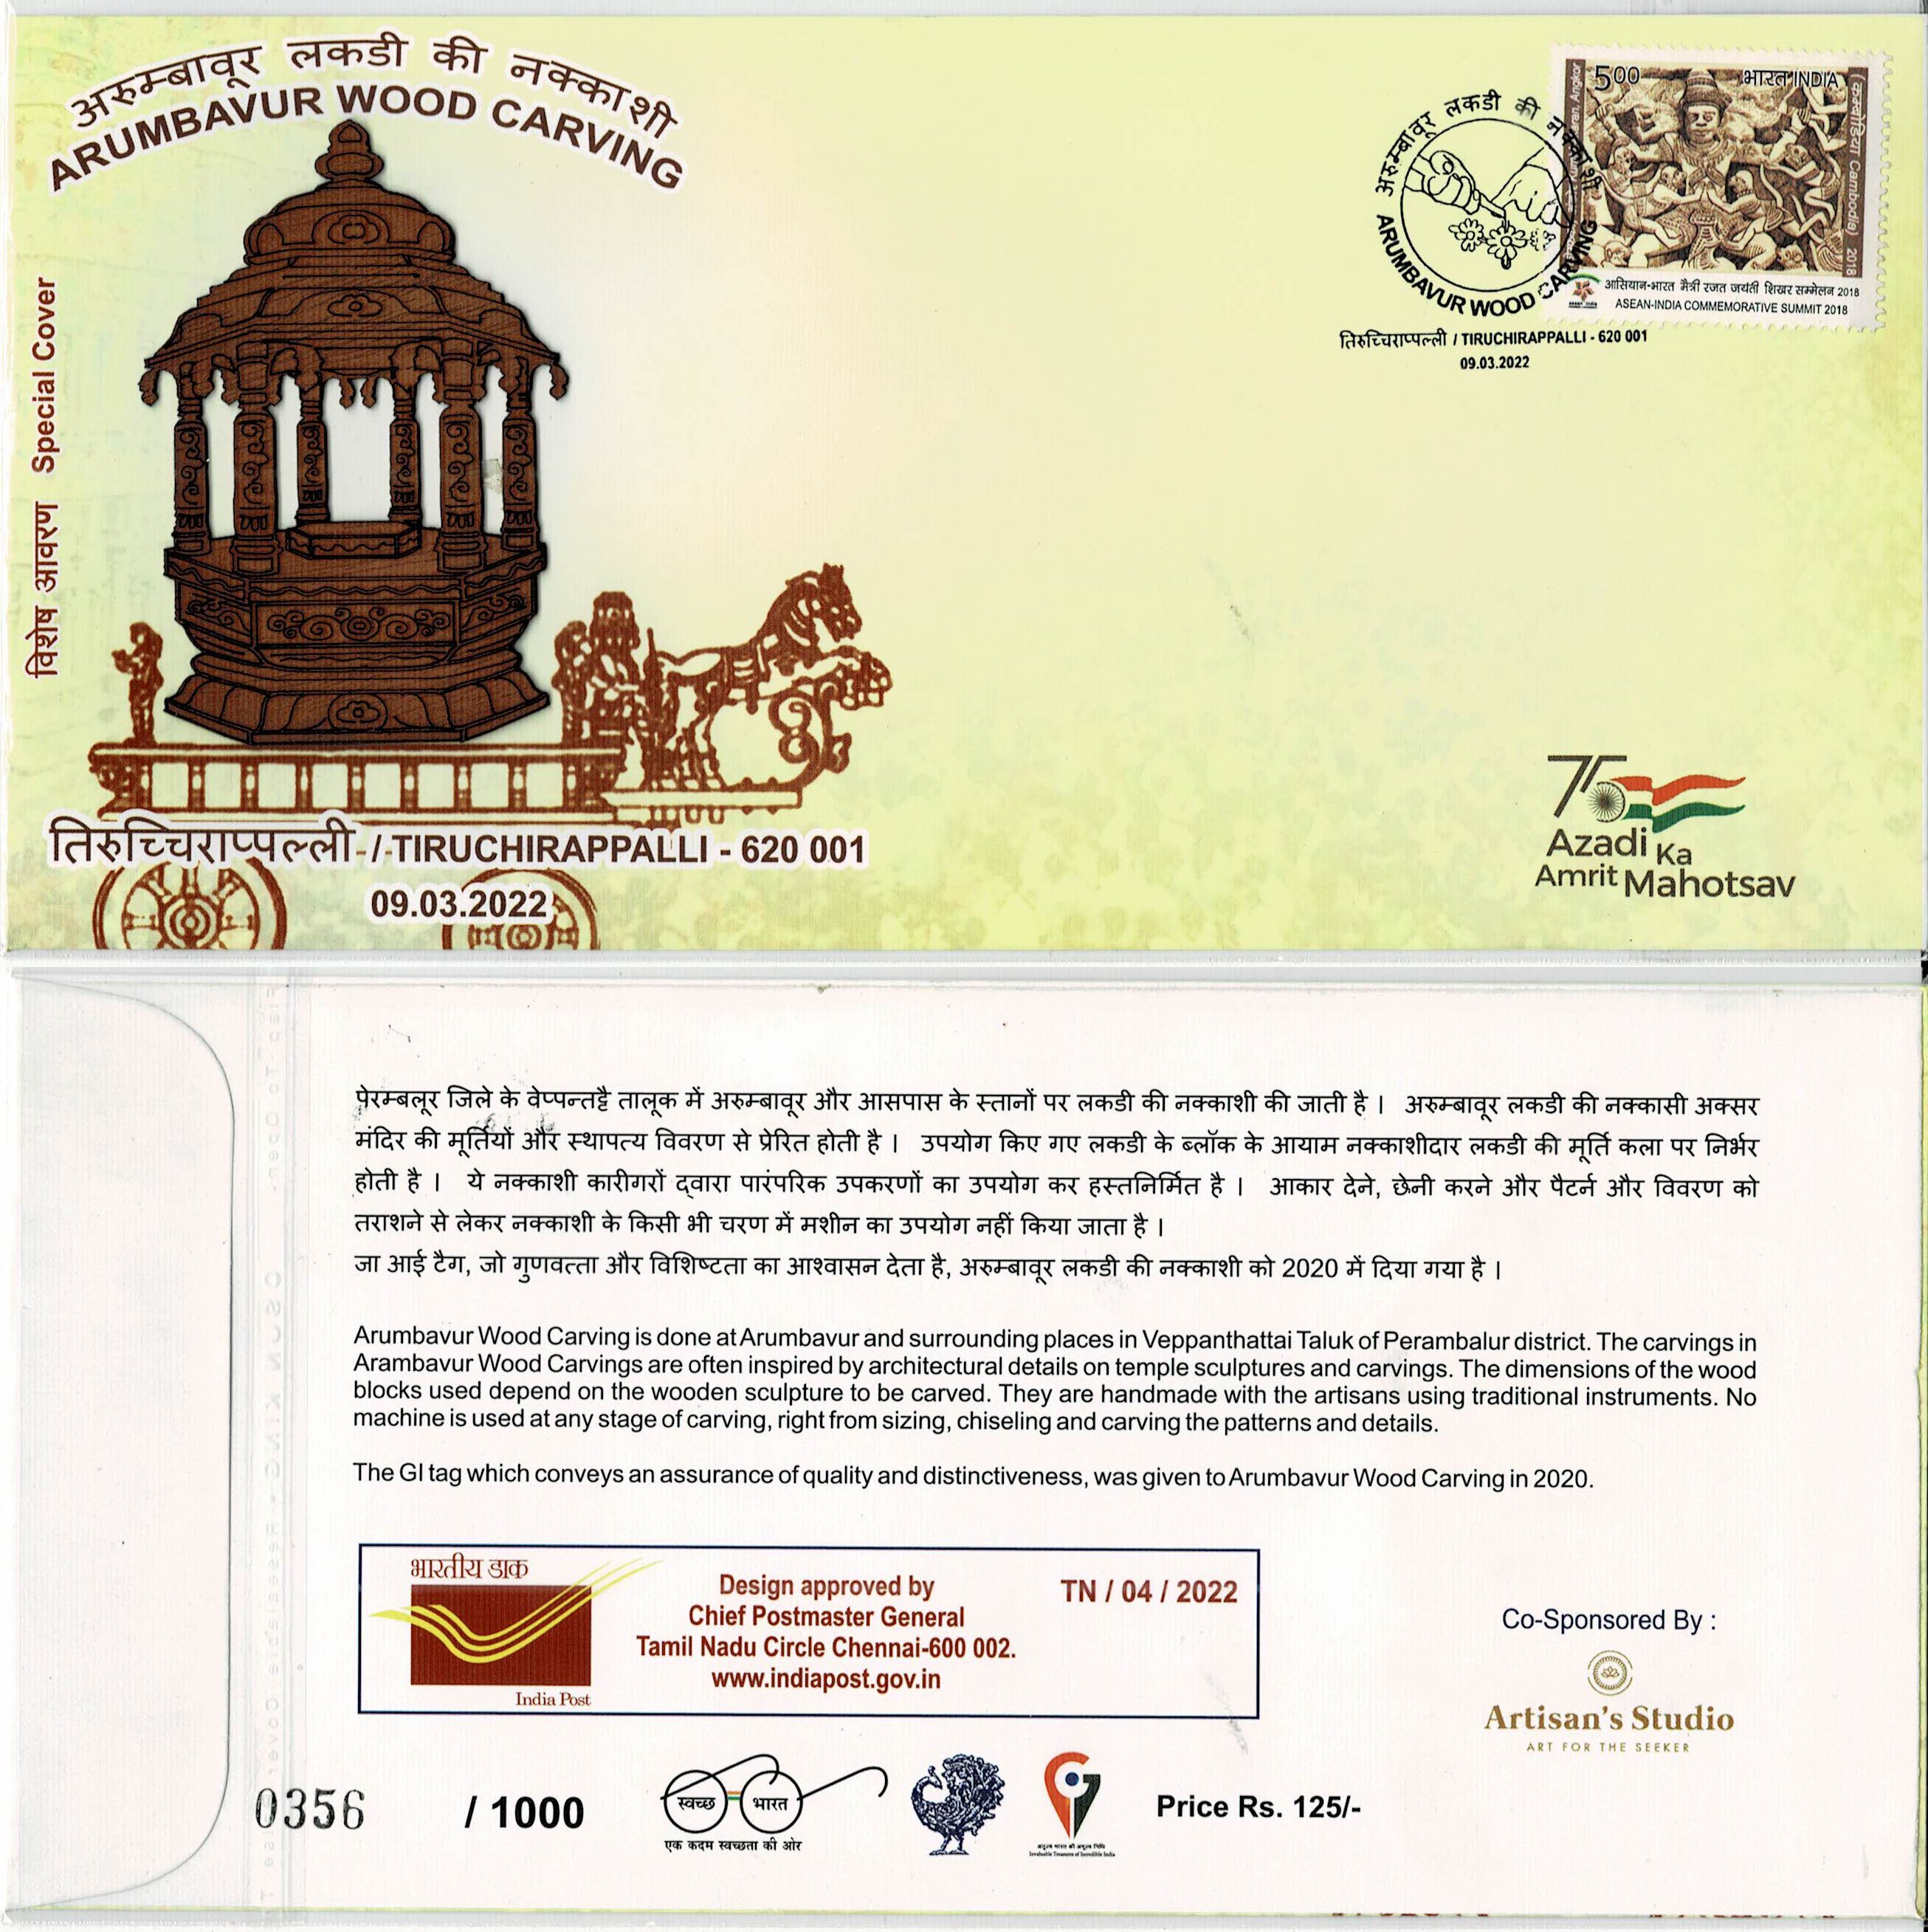 अरुम्बावूर लकडी की नक्काशी
ARUMBAVUR WOOD CARVING
विशेष आवरण Special Cover
तिरुच्चिराप्पल्ली / TIRUCHIRAPPALLI - 620 001
09.03.2022
अरुम्बावूर लकडी की नक्काशी
ARUMBAVUR WOOD CARVING
तिरुच्चिराप्पल्ली / TIRUCHIRAPPALLI - 620 001
09.03.2022
500 भारत INDIA
Angkor
(कम्बोडिया Cambodia) 2018
आसियान-भारत मैत्री रजत जयंती शिखर सम्मेलन 2018
ASEAN-INDIA COMMEMORATIVE SUMMIT 2018
75
Azadi Ka
Amrit Mahotsav
पेरम्बलूर जिले के वेप्पन्तट्टै तालूक में अरुम्बावूर और आसपास के स्तानों पर लकडी की नक्काशी की जाती है । अरुम्बावूर लकडी की नक्कासी अक्सर
मंदिर की मूर्तियों और स्थापत्य विवरण से प्रेरित होती है । उपयोग किए गए लकडी के ब्लॉक के आयाम नक्काशीदार लकडी की मूर्ति कला पर निर्भर
होती है । ये नक्काशी कारीगरों द्वारा पारंपरिक उपकरणों का उपयोग कर हस्तनिर्मित है । आकार देने, छेनी करने और पैटर्न और विवरण को
तराशने से लेकर नक्काशी के किसी भी चरण में मशीन का उपयोग नहीं किया जाता है ।
जा आई टैग, जो गुणवत्ता और विशिष्टता का आश्वासन देता है, अरुम्बावूर लकडी की नक्काशी को 2020 में दिया गया है ।
Arumbavur Wood Carving is done at Arumbavur and surrounding places in Veppanthattai Taluk of Perambalur district. The carvings in
Arambavur Wood Carvings are often inspired by architectural details on temple sculptures and carvings. The dimensions of the wood
blocks used depend on the wooden sculpture to be carved. They are handmade with the artisans using traditional instruments. No
machine is used at any stage of carving, right from sizing, chiseling and carving the patterns and details.
The GI tag which conveys an assurance of quality and distinctiveness, was given to Arumbavur Wood Carving in 2020.
भारतीय डाक
India Post
Design approved by
Chief Postmaster General
Tamil Nadu Circle Chennai-600 002.
www.indiapost.gov.in
TN / 04 / 2022
Co-Sponsored By :
Artisan's Studio
ART FOR THE SEEKER
0356 / 1000
स्वच्छ भारत
एक कदम स्वच्छता की ओर
अतुल्य भारत की अमूल्य निधि
Invaluable Treasures of Incredible India
Price Rs. 125/-